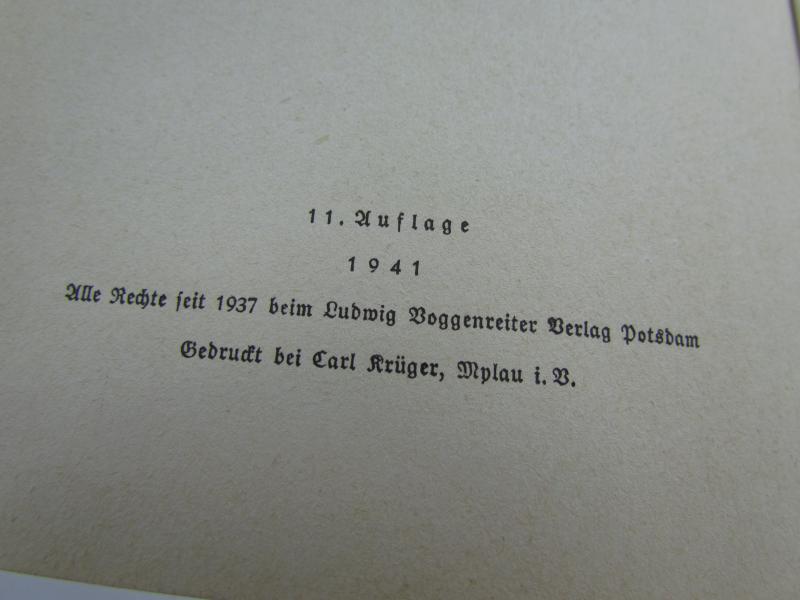 11. Auflage
1941
Alle Rechte seit 1937 beim Ludwig Voggenreiter Verlag Potsdam
Gedruckt bei Carl Krüger, Mylau i. V.